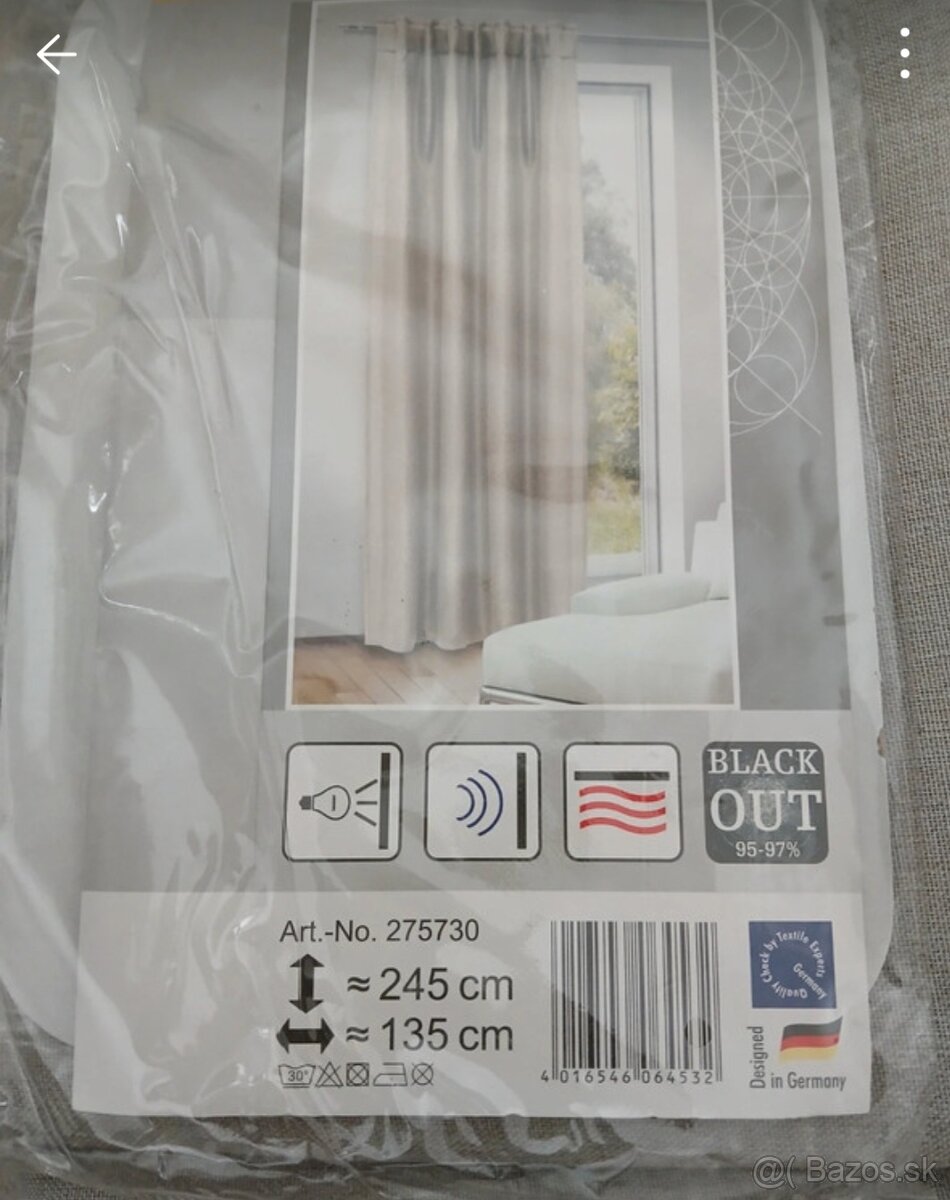 BLACK
OUT
95-97%
Art.-No. 275730
≈ 245 cm
≈ 135 cm
30°
4 016546 064532
Quality Check by Textile Experts Germany
Designed
in Germany
@( Bazos.sk